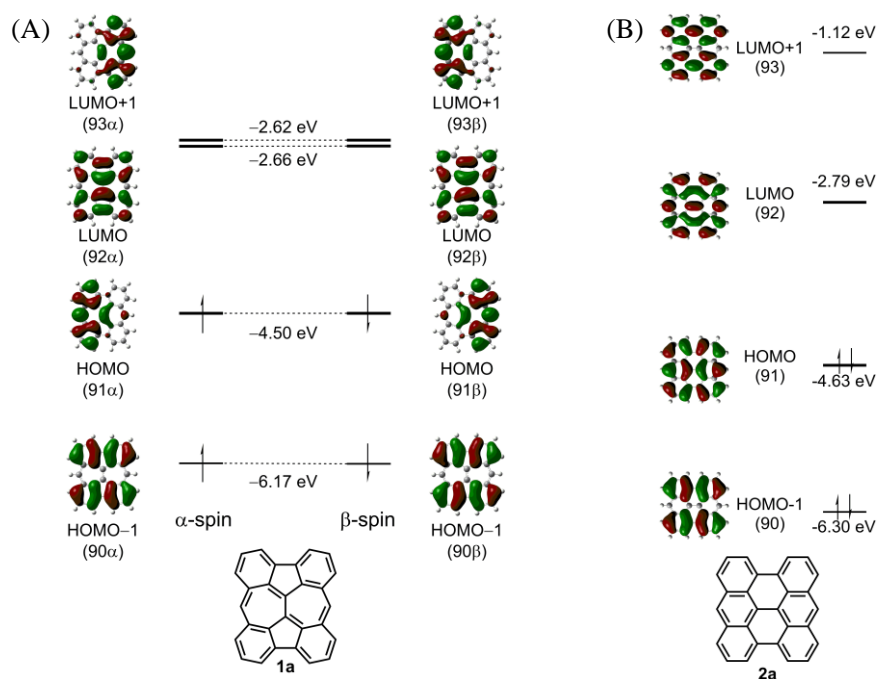 (A)
LUMO+1
(93α)
LUMO
(92α)
HOMO
(91α)
HOMO−1
(90α)
−2.62 eV
−2.66 eV
−4.50 eV
−6.17 eV
α-spin
β-spin
LUMO+1
(93β)
LUMO
(92β)
HOMO
(91β)
HOMO−1
(90β)
1a
(B)
LUMO+1
(93)
-1.12 eV
LUMO
(92)
-2.79 eV
HOMO
(91)
-4.63 eV
HOMO-1
(90)
-6.30 eV
2a